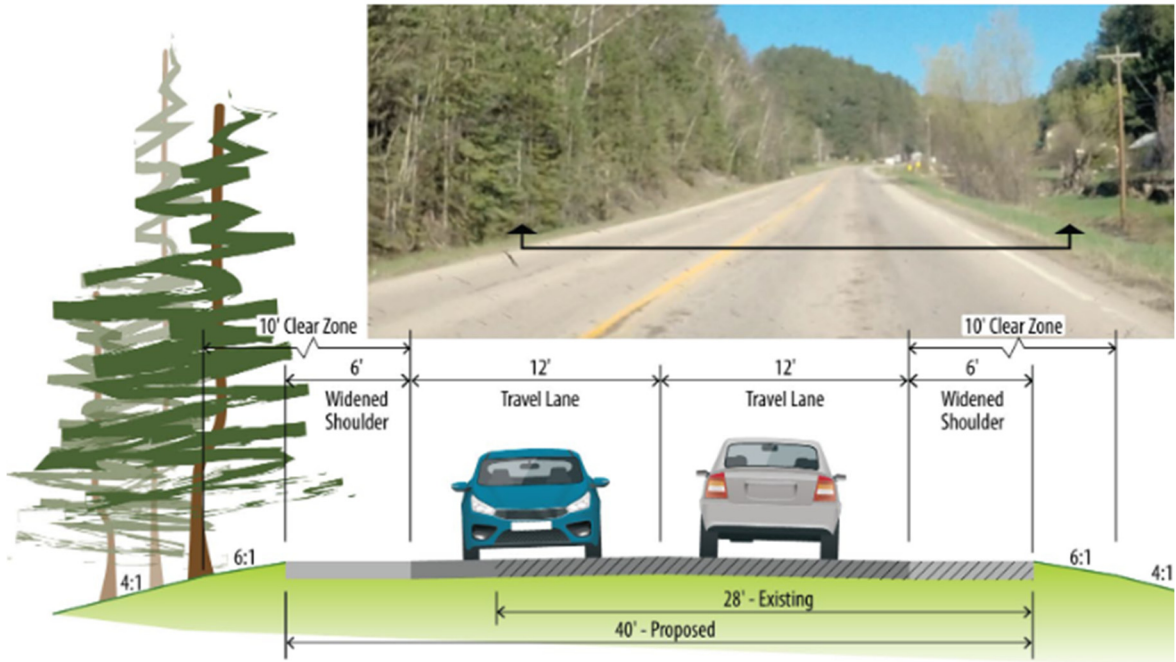 10' Clear Zone
10' Clear Zone
6'
12'
12'
6'
Widened
Shoulder
Travel Lane
Travel Lane
Widened
Shoulder
6:1
6:1
4:1
4:1
28' - Existing
40' - Proposed